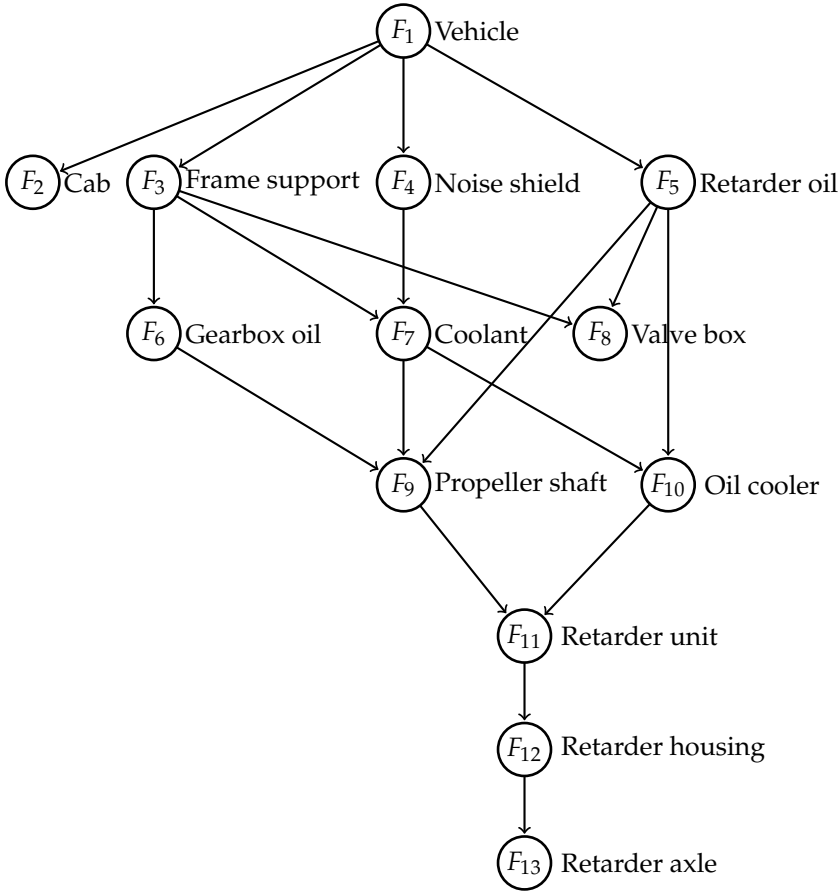 F1 Vehicle
F2 Cab
F3 Frame support
F4 Noise shield
F5 Retarder oil
F6 Gearbox oil
F7 Coolant
F8 Valve box
F9 Propeller shaft
F10 Oil cooler
F11 Retarder unit
F12 Retarder housing
F13 Retarder axle